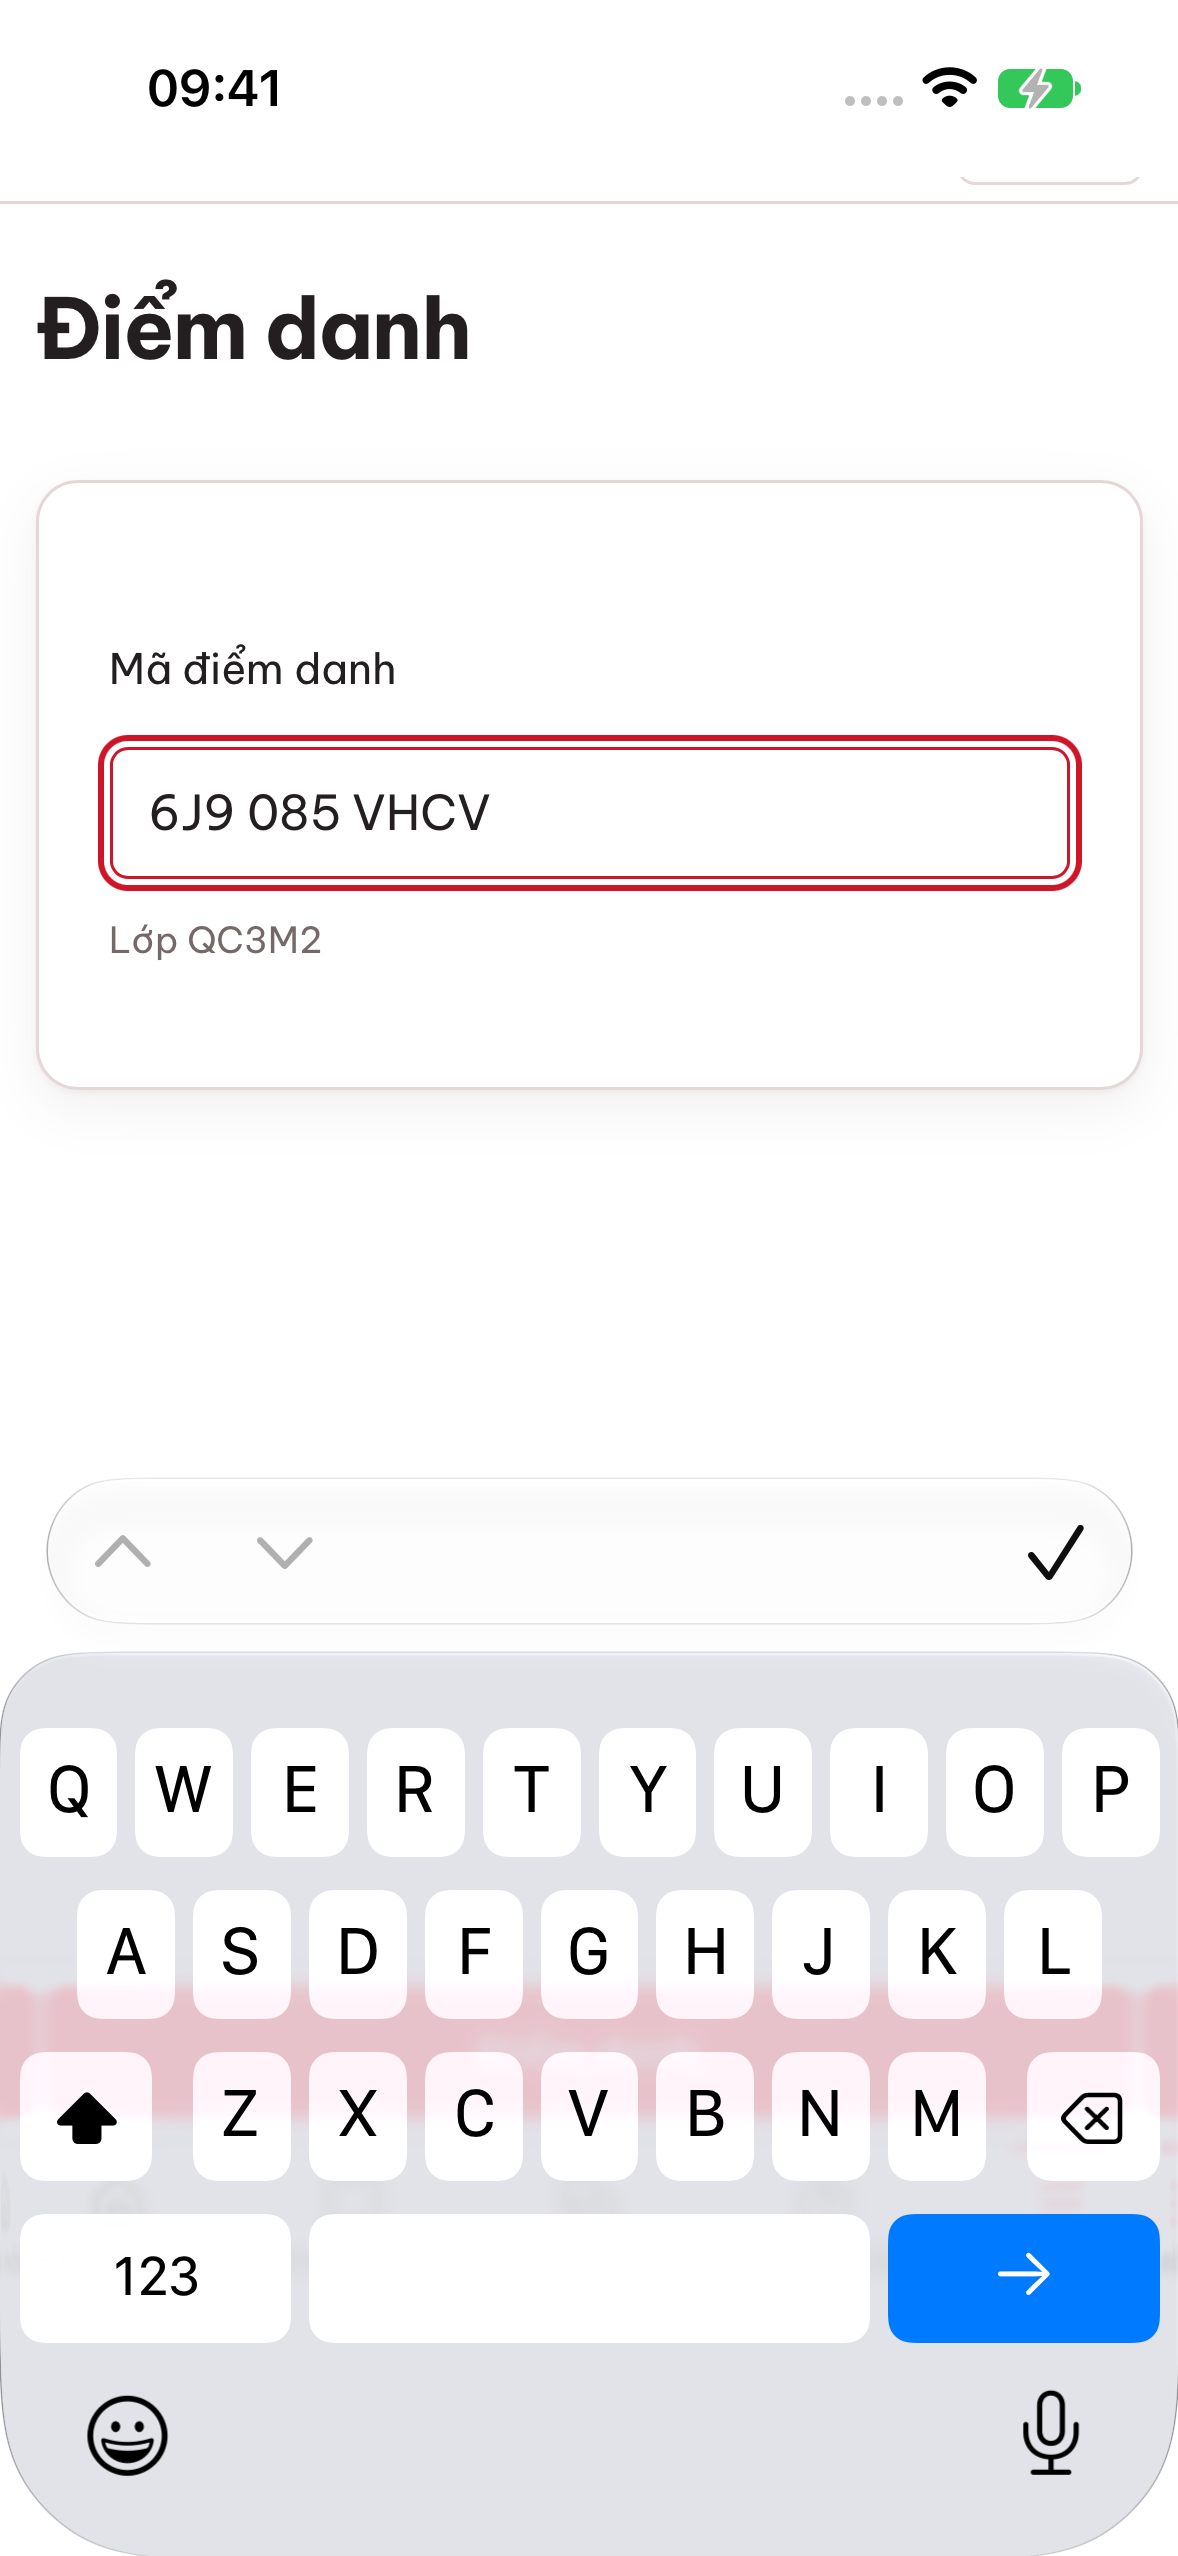 09:41
Điểm danh
Mã điểm danh
6J9 085 VHCV
Lớp QC3M2
Q W E R T Y U I O P
A S D F G H J K L
Z X C V B N M
123